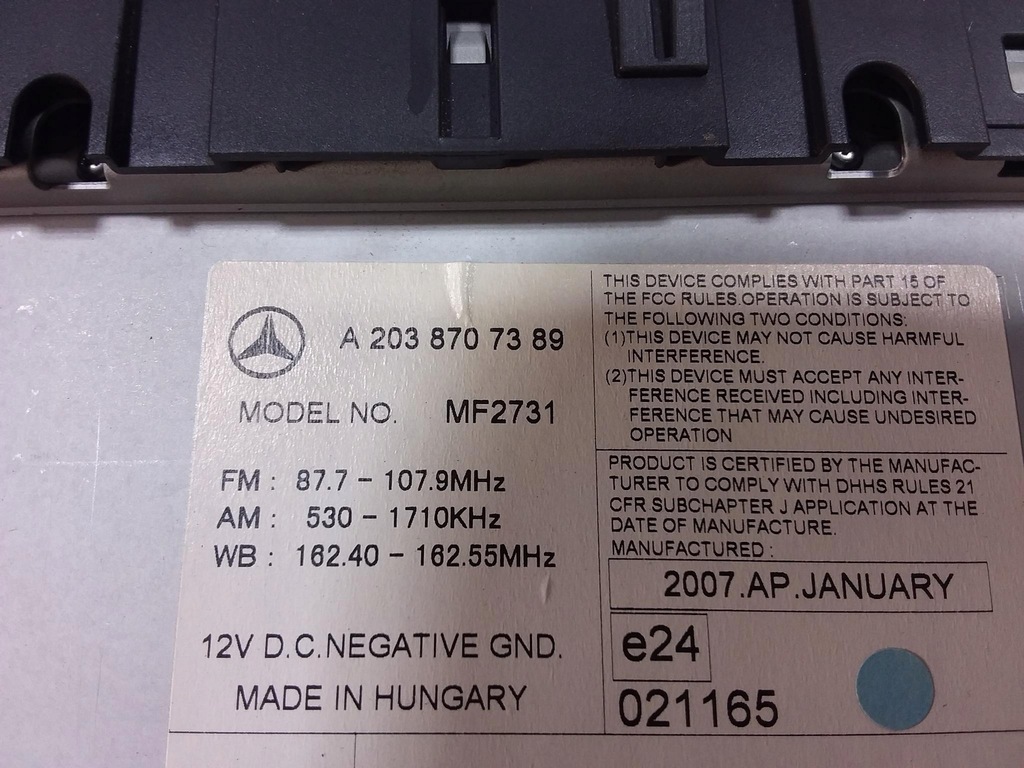 A 203 870 73 89
MODEL NO. MF2731
FM : 87.7 - 107.9MHz
AM : 530 - 1710KHz
WB : 162.40 - 162.55MHz
12V D.C.NEGATIVE GND.
MADE IN HUNGARY
THIS DEVICE COMPLIES WITH PART 15 OF
THE FCC RULES.OPERATION IS SUBJECT TO
THE FOLLOWING TWO CONDITIONS:
(1)THIS DEVICE MAY NOT CAUSE HARMFUL
INTERFERENCE.
(2)THIS DEVICE MUST ACCEPT ANY INTER-
FERENCE RECEIVED INCLUDING INTER-
FERENCE THAT MAY CAUSE UNDESIRED
OPERATION
PRODUCT IS CERTIFIED BY THE MANUFAC-
TURER TO COMPLY WITH DHHS RULES 21
CFR SUBCHAPTER J APPLICATION AT THE
DATE OF MANUFACTURE.
MANUFACTURED :
2007.AP.JANUARY
e24
021165